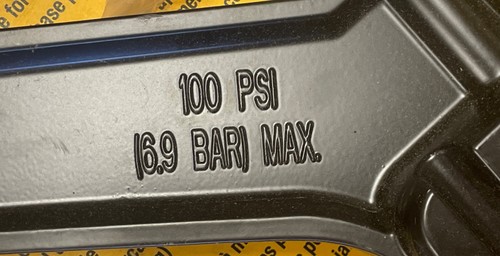 100 PSI
(6.9 BAR) MAX.